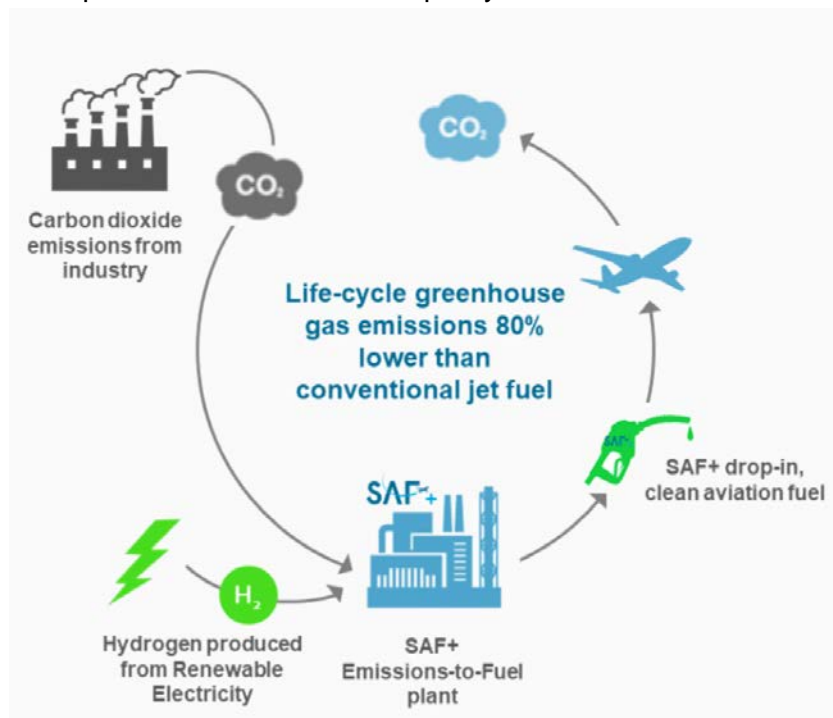 CO₂
CO₂
Carbon dioxide
emissions from
industry
Life-cycle greenhouse
gas emissions 80%
lower than
conventional jet fuel
SAF+
SAF+ drop-in,
clean aviation fuel
SAF+
H₂
Hydrogen produced
from Renewable
Electricity
SAF+
Emissions-to-Fuel
plant